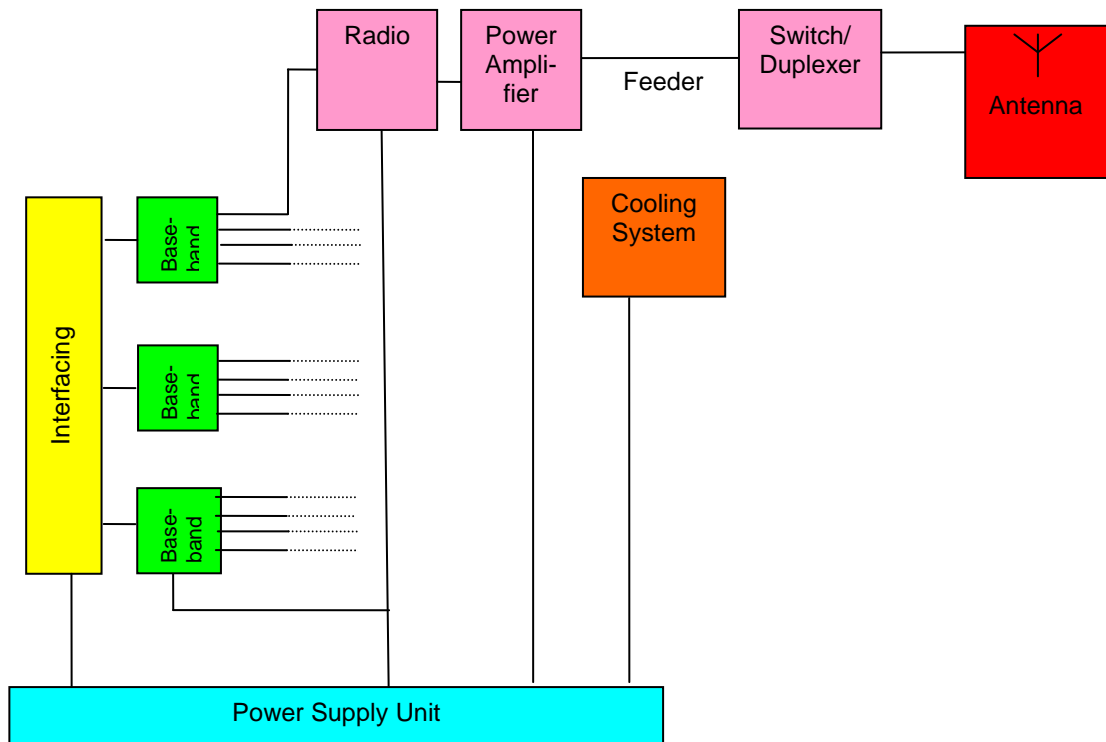 Radio
Power
Ampli-
fier
Switch/
Duplexer
Feeder
Antenna
Cooling
System
Interfacing
Base-
band
Base-
band
Base-
band
Power Supply Unit